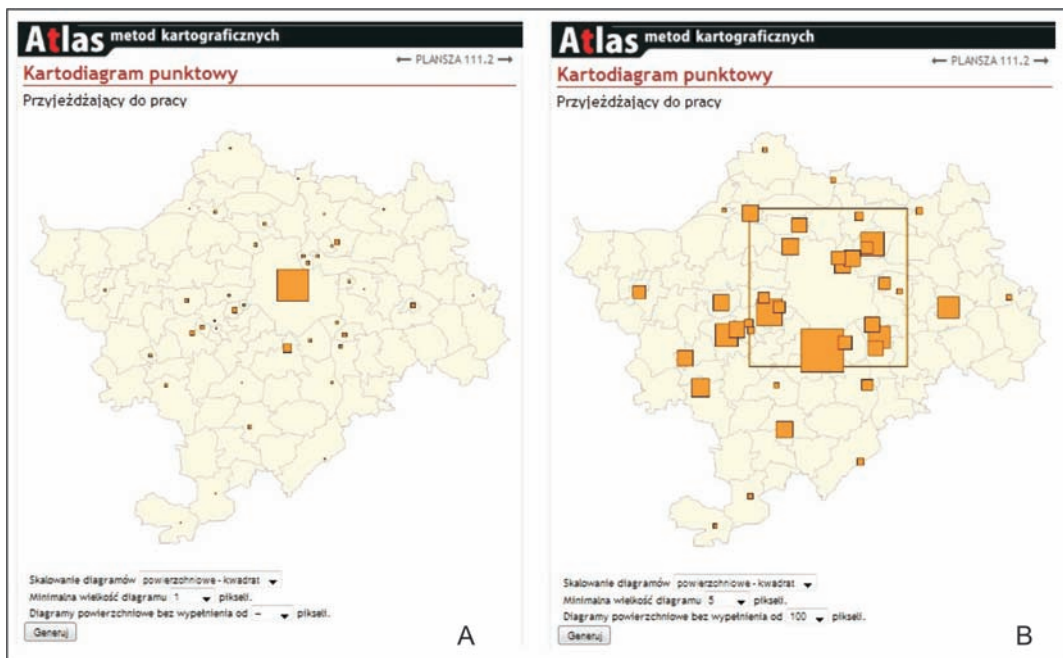 Atlas metod kartograficznych
← PLANSZA 111.2 →
Kartodiagram punktowy
Przyjeżdżający do pracy
Skalowanie diagramów powierzchniowe - kwadrat
Minimalna wielkość diagramu 1 pikseli.
Diagramy powierzchniowe bez wypełnienia od – pikseli.
Generuj
A
Atlas metod kartograficznych
← PLANSZA 111.2 →
Kartodiagram punktowy
Przyjeżdżający do pracy
Skalowanie diagramów powierzchniowe - kwadrat
Minimalna wielkość diagramu 5 pikseli.
Diagramy powierzchniowe bez wypełnienia od 100 pikseli.
Generuj
B